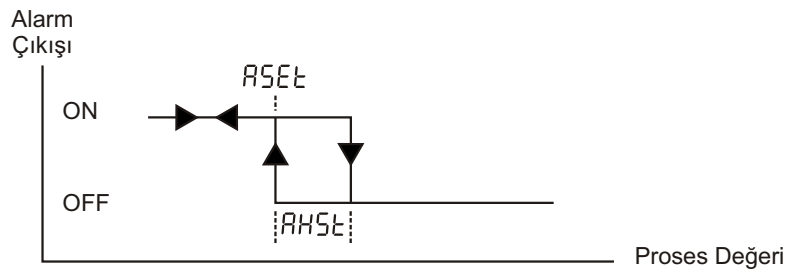 Alarm
Çıkışı
ASEt
ON
OFF
AHSt
Proses Değeri